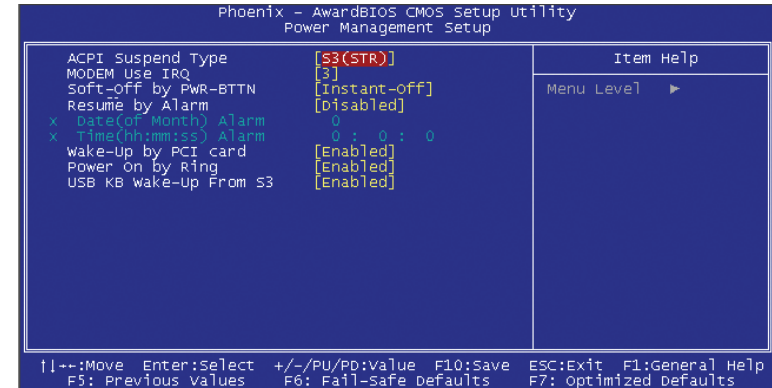 Phoenix - AwardBIOS CMOS Setup Utility
Power Management Setup
ACPI Suspend Type [S3(STR)]
Item Help
MODEM Use IRQ [3]
Soft-Off by PWR-BTTN [Instant-Off]
Menu Level ►
Resume by Alarm [Disabled]
x Date(of Month) Alarm 0
x Time(hh:mm:ss) Alarm 0 : 0 : 0
Wake-Up by PCI card [Enabled]
Power On by Ring [Enabled]
USB KB Wake-Up From S3 [Enabled]
↑↓→←:Move Enter:Select +/-/PU/PD:Value F10:Save ESC:Exit F1:General Help
F5: Previous Values F6: Fail-Safe Defaults F7: Optimized Defaults